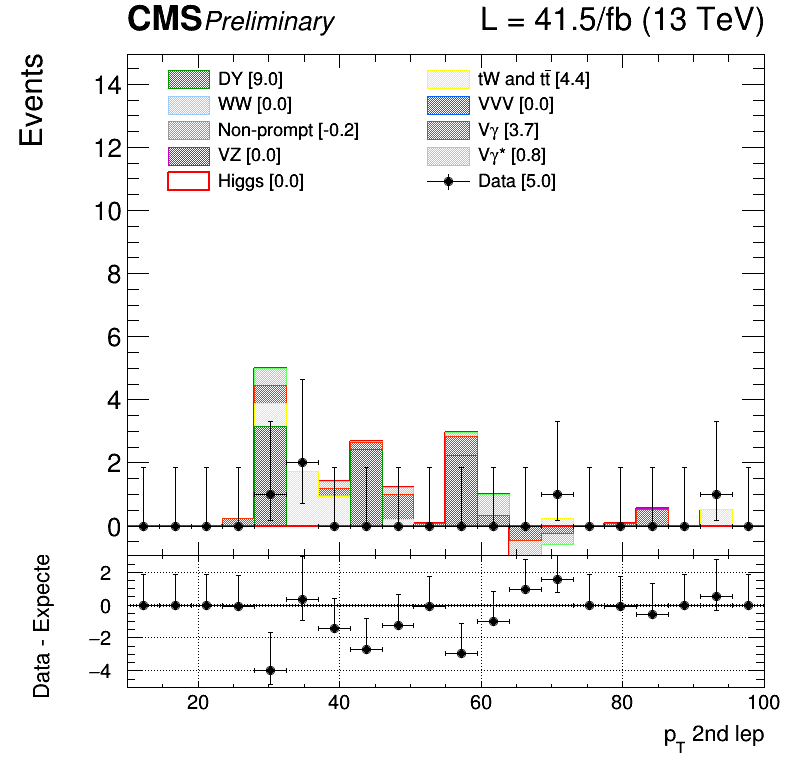 CMS Preliminary L = 41.5/fb (13 TeV)
Events
DY [9.0]
WW [0.0]
Non-prompt [-0.2]
VZ [0.0]
Higgs [0.0]
tW and tt̄ [4.4]
VVV [0.0]
Vγ [3.7]
Vγ* [0.8]
Data [5.0]
14
12
10
8
6
4
2
0
Data - Expecte
2
0
−2
−4
20 40 60 80 100
p_T 2nd lep